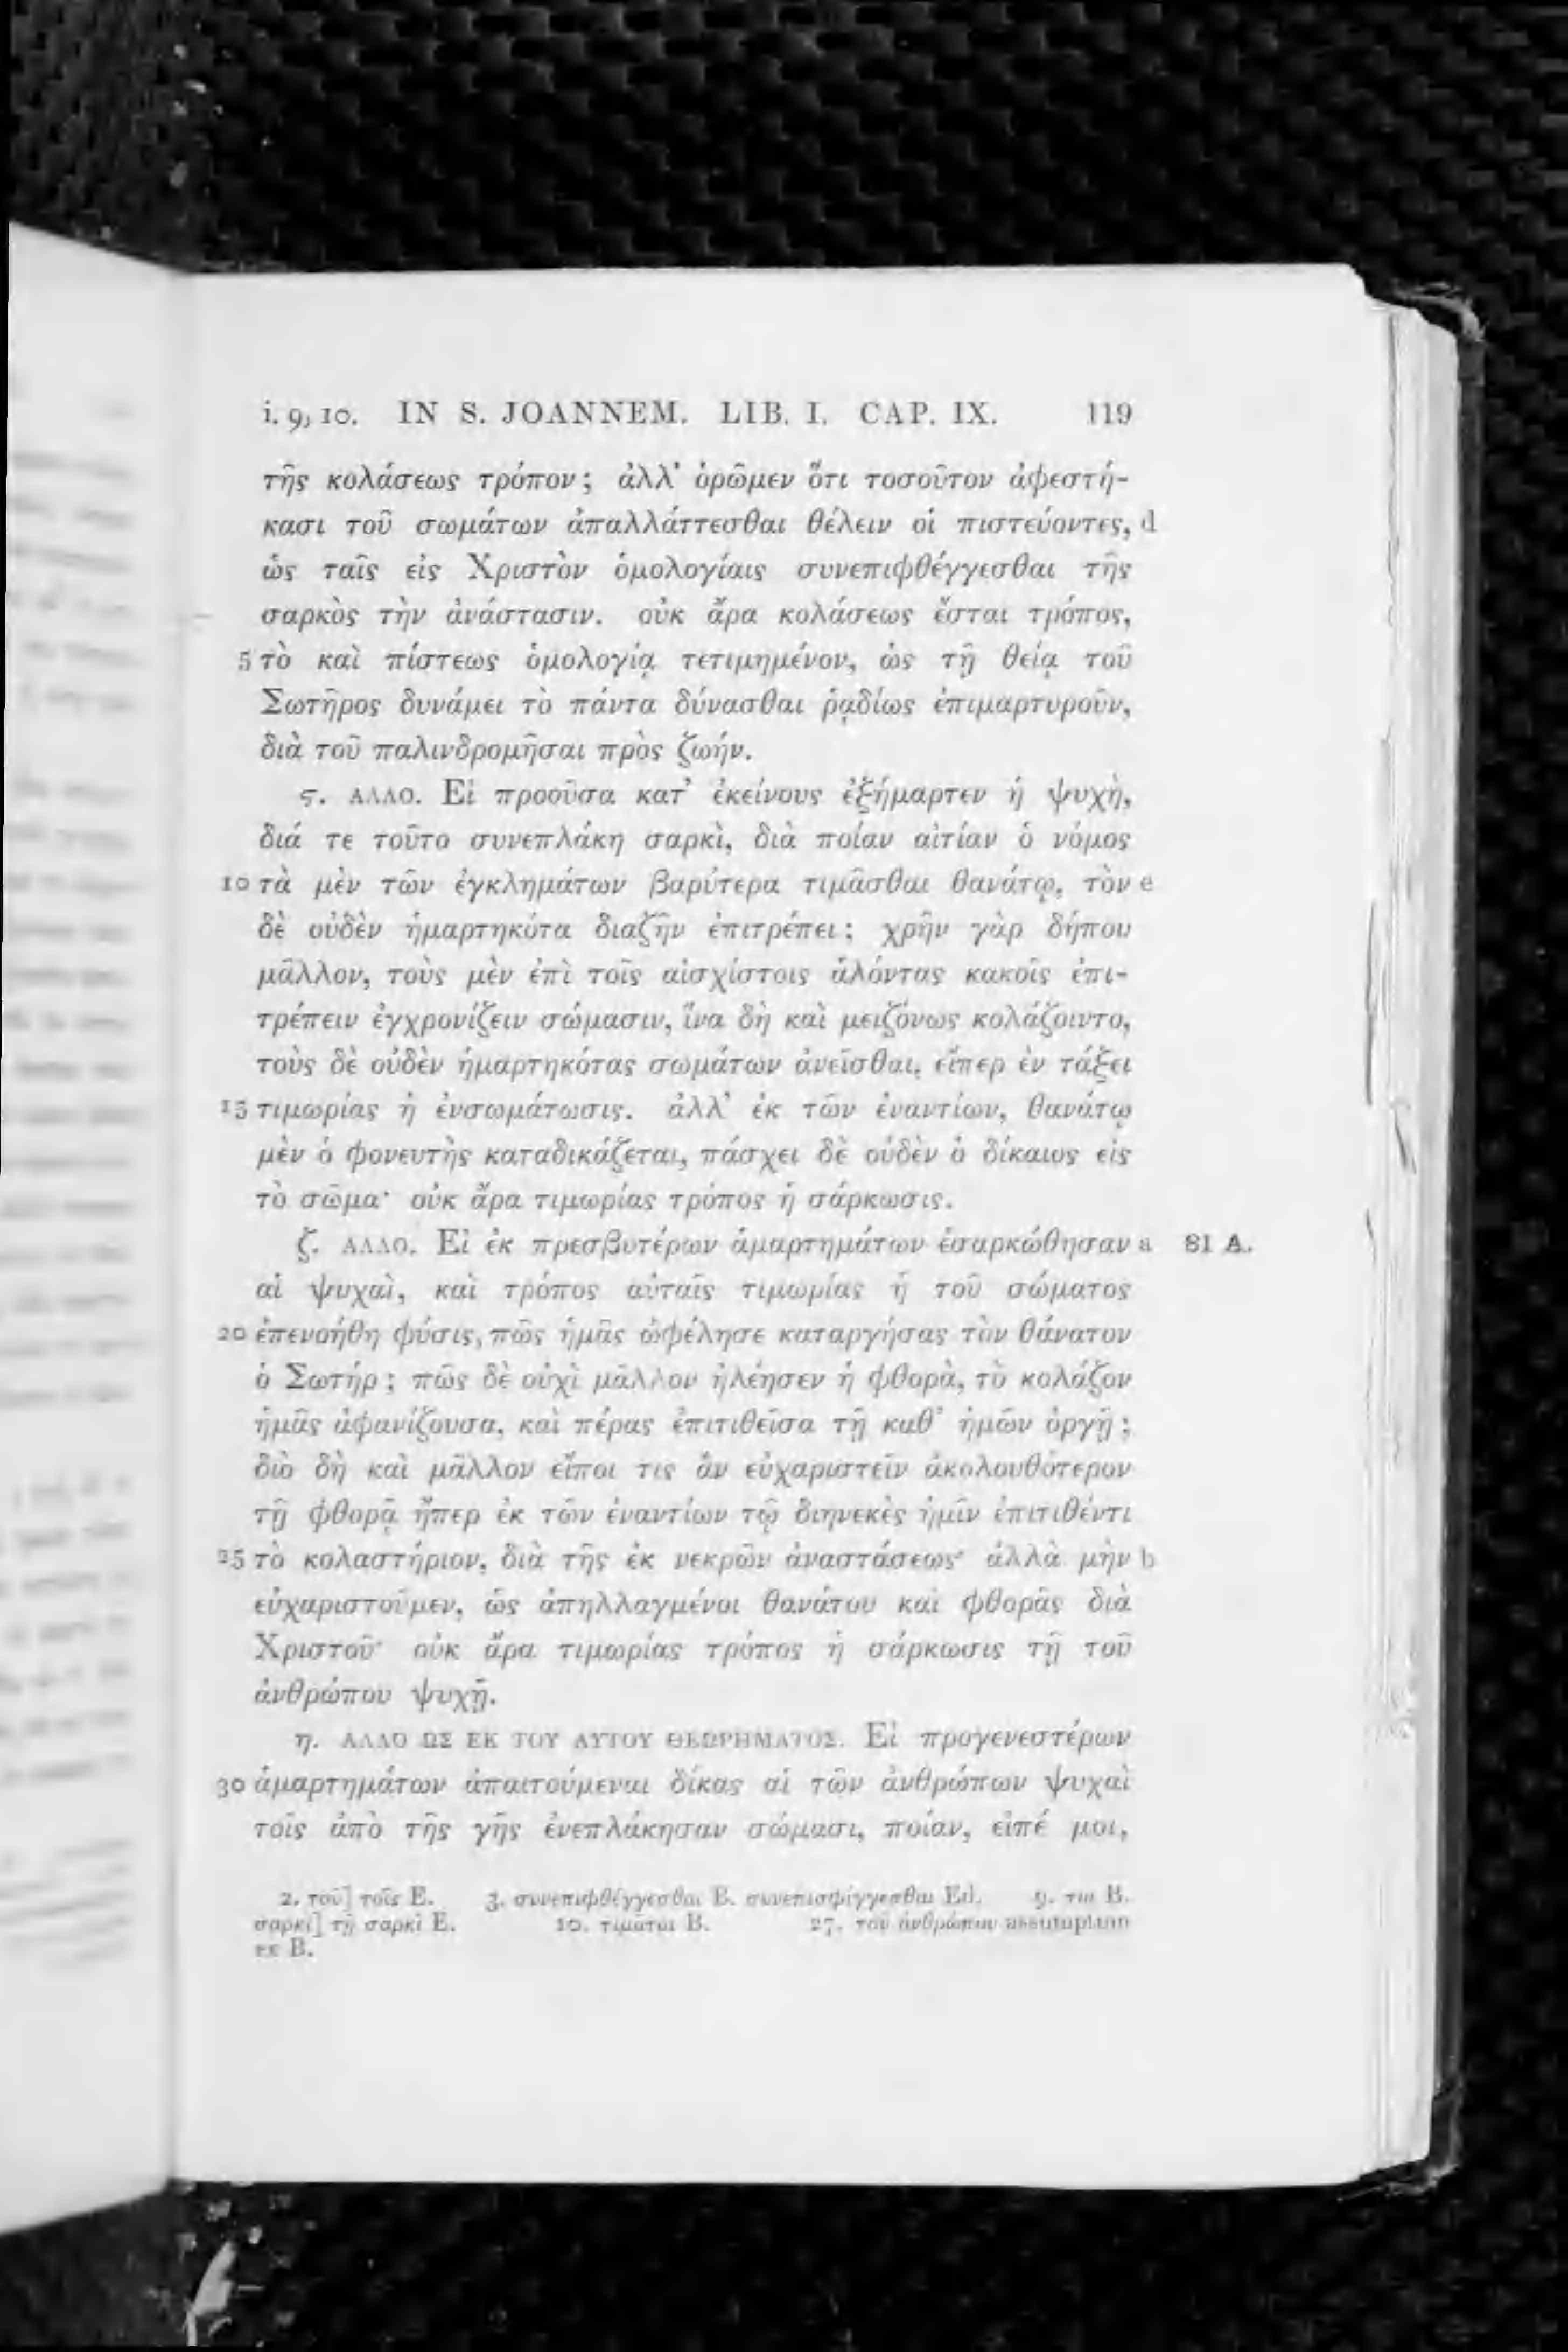 i. 9, 10. IN S. JOANNEM. LIB. I. CAP. IX. 119
τῆς κολάσεως τρόπον; ἀλλ᾽ ὁρῶμεν ὅτι τοσοῦτον ἀφεστή-
κασι τοῦ σωμάτων ἀπαλλάττεσθαι θέλειν οἱ πιστεύοντες, d
ὡς ταῖς εἰς Χριστὸν ὁμολογίαις συνεπιφθέγγεσθαι τῆς
σαρκὸς τὴν ἀνάστασιν. οὐκ ἄρα κολάσεως ἔσται τρόπος,
5 τὸ καὶ πίστεως ὁμολογίᾳ τετιμημένον, ὡς τῇ θείᾳ τοῦ
Σωτῆρος δυνάμει τὸ πάντα δύνασθαι ῥᾳδίως ἐπιμαρτυροῦν,
διὰ τοῦ παλινδρομῆσαι πρὸς ζωήν.
ϛ. ΑΛΛΟ. Εἰ προοῦσα κατ᾽ ἐκείνους ἐξήμαρτεν ἡ ψυχὴ,
διά τε τοῦτο συνεπλάκη σαρκὶ, διὰ ποίαν αἰτίαν ὁ νόμος
10 τὰ μὲν τῶν ἐγκλημάτων βαρύτερα τιμᾶσθαι θανάτῳ, τὸν e
δὲ οὐδὲν ἡμαρτηκότα διαζῆν ἐπιτρέπει; χρῆν γὰρ δήπου
μᾶλλον, τοὺς μὲν ἐπὶ τοῖς αἰσχίστοις ἁλόντας κακοῖς ἐπι-
τρέπειν ἐγχρονίζειν σώμασιν, ἵνα δὴ καὶ μειζόνως κολάζοιντο,
τοὺς δὲ οὐδὲν ἡμαρτηκότας σωμάτων ἀνεῖσθαι, εἴπερ ἐν τάξει
15 τιμωρίας ἡ ἐνσωμάτωσις. ἀλλ᾽ ἐκ τῶν ἐναντίων, θανάτῳ
μὲν ὁ φονευτὴς καταδικάζεται, πάσχει δὲ οὐδὲν ὁ δίκαιος εἰς
τὸ σῶμα· οὐκ ἄρα τιμωρίας τρόπος ἡ σάρκωσις.
ζ. ΑΛΛΟ. Εἰ ἐκ πρεσβυτέρων ἁμαρτημάτων ἐσαρκώθησαν a 81 A.
αἱ ψυχαὶ, καὶ τρόπος αὐταῖς τιμωρίας ἡ τοῦ σώματος
20 ἐπενοήθη φύσις, πῶς ἡμᾶς ὠφέλησε καταργήσας τὸν θάνατον
ὁ Σωτήρ; πῶς δὲ οὐχὶ μᾶλλον ἠλέησεν ἡ φθορὰ, τὸ κολάζον
ἡμᾶς ἀφανίζουσα, καὶ πέρας ἐπιτιθεῖσα τῇ καθ᾽ ἡμῶν ὀργῇ;
διὸ δὴ καὶ μᾶλλον εἴποι τις ἂν εὐχαριστεῖν ἀκολουθότερον
τῇ φθορᾷ ἤπερ ἐκ τῶν ἐναντίων τῷ διηνεκὲς ἡμῖν ἐπιτιθέντι
25 τὸ κολαστήριον, διὰ τῆς ἐκ νεκρῶν ἀναστάσεως· ἀλλὰ μὴν b
εὐχαριστοῦμεν, ὡς ἀπηλλαγμένοι θανάτου καὶ φθορᾶς διὰ
Χριστοῦ· οὐκ ἄρα τιμωρίας τρόπος ἡ σάρκωσις τῇ τοῦ
ἀνθρώπου ψυχῇ.
η. ΑΛΛΟ ΩΣ ΕΚ ΤΟΥ ΑΥΤΟΥ ΘΕΩΡΗΜΑΤΟΣ. Εἰ προγενεστέρων
30 ἁμαρτημάτων ἀπαιτούμεναι δίκας αἱ τῶν ἀνθρώπων ψυχαὶ
τοῖς ἀπὸ τῆς γῆς ἐνεπλάκησαν σώμασι, ποίαν, εἰπέ μοι,
2. τοῦ] τοῖς E. 3. συνεπιφθέγγεσθαι B. συνεπισφίγγεσθαι Ed. 9. τοι B.
σαρκὶ] τῇ σαρκὶ E. 10. τιμᾶται B. 27. τοῦ ἀνθρώπου assumptum
ex B.